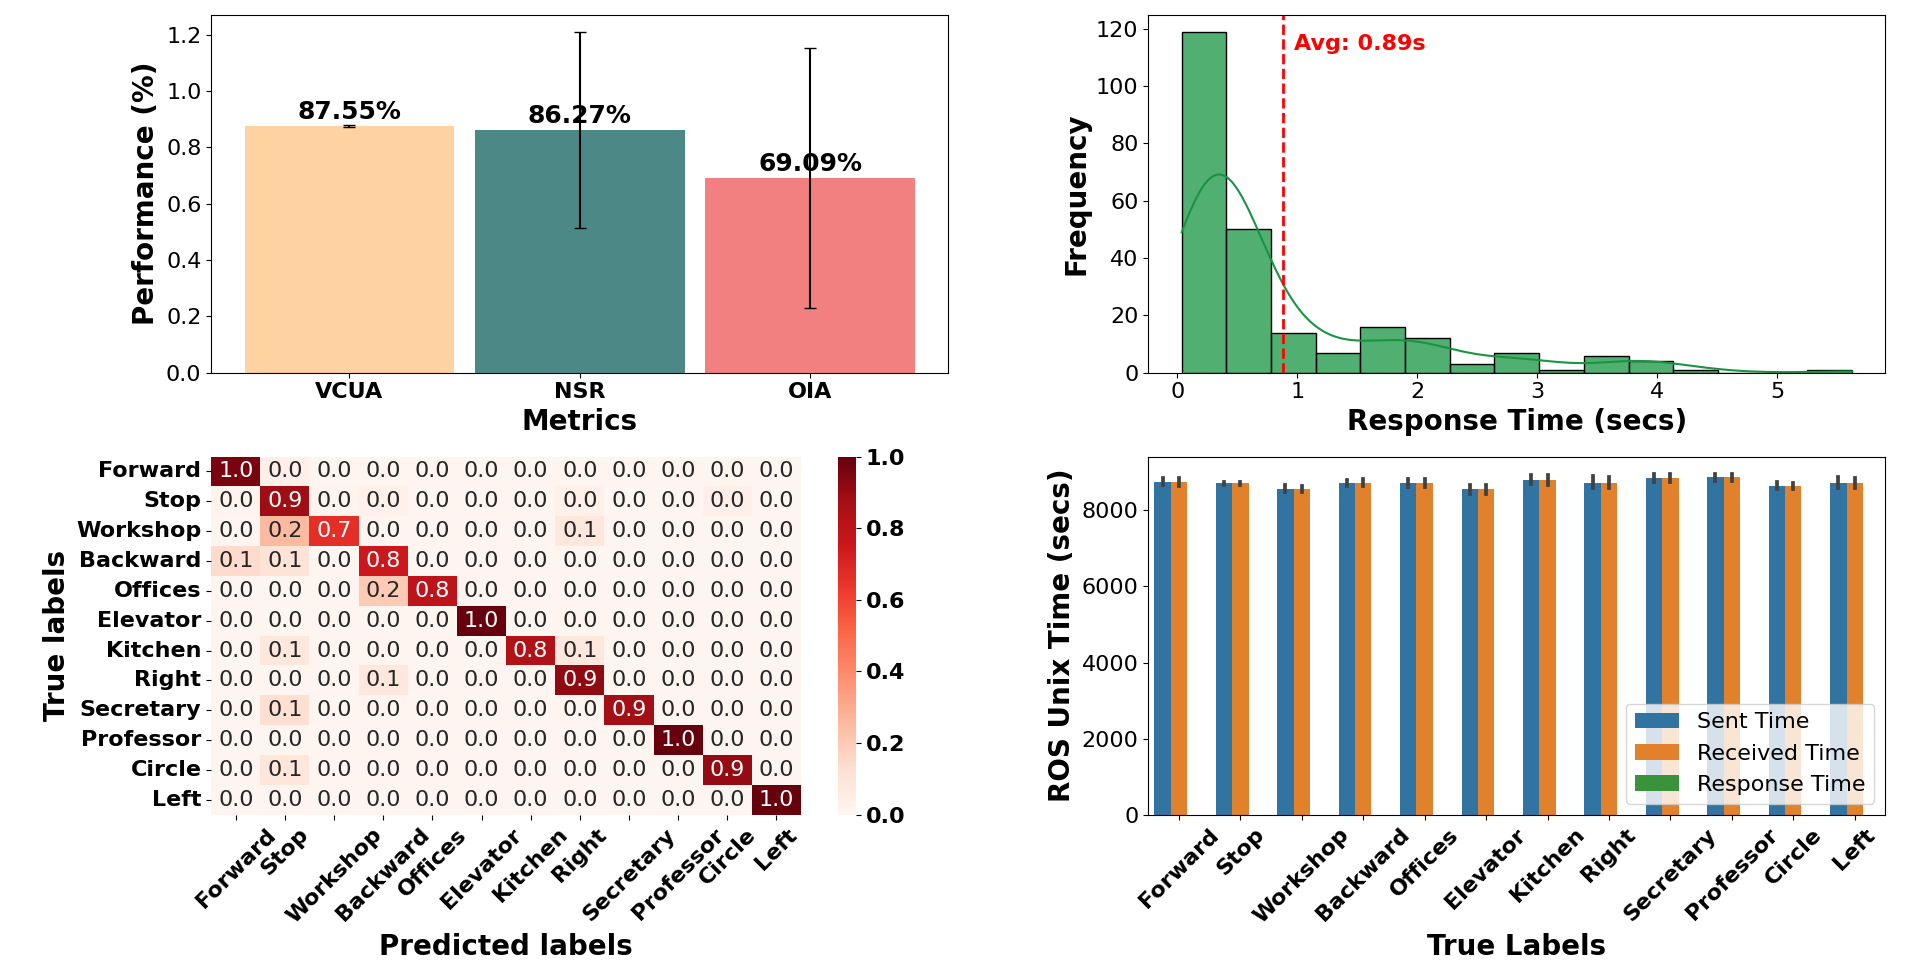 1.2
1.0
0.8
0.6
0.4
0.2
0.0
Performance (%)
87.55%
86.27%
69.09%
VCUA NSR OIA
Metrics
120
100
80
60
40
20
0
Frequency
Avg: 0.89s
0 1 2 3 4 5
Response Time (secs)
True labels
Forward 1.0 0.0 0.0 0.0 0.0 0.0 0.0 0.0 0.0 0.0 0.0 0.0
Stop 0.0 0.9 0.0 0.0 0.0 0.0 0.0 0.0 0.0 0.0 0.0 0.0
Workshop 0.0 0.2 0.7 0.0 0.0 0.0 0.0 0.1 0.0 0.0 0.0 0.0
Backward 0.1 0.1 0.0 0.8 0.0 0.0 0.0 0.0 0.0 0.0 0.0 0.0
Offices 0.0 0.0 0.0 0.2 0.8 0.0 0.0 0.0 0.0 0.0 0.0 0.0
Elevator 0.0 0.0 0.0 0.0 0.0 1.0 0.0 0.0 0.0 0.0 0.0 0.0
Kitchen 0.0 0.1 0.0 0.0 0.0 0.0 0.8 0.1 0.0 0.0 0.0 0.0
Right 0.0 0.0 0.0 0.1 0.0 0.0 0.0 0.9 0.0 0.0 0.0 0.0
Secretary 0.0 0.1 0.0 0.0 0.0 0.0 0.0 0.0 0.9 0.0 0.0 0.0
Professor 0.0 0.0 0.0 0.0 0.0 0.0 0.0 0.0 0.0 1.0 0.0 0.0
Circle 0.0 0.1 0.0 0.0 0.0 0.0 0.0 0.0 0.0 0.0 0.9 0.0
Left 0.0 0.0 0.0 0.0 0.0 0.0 0.0 0.0 0.0 0.0 0.0 1.0
Forward Stop Workshop Backward Offices Elevator Kitchen Right Secretary Professor Circle Left
Predicted labels
1.0
0.8
0.6
0.4
0.2
0.0
ROS Unix Time (secs)
8000
6000
4000
2000
0
Sent Time
Received Time
Response Time
Forward Stop Workshop Backward Offices Elevator Kitchen Right Secretary Professor Circle Left
True Labels